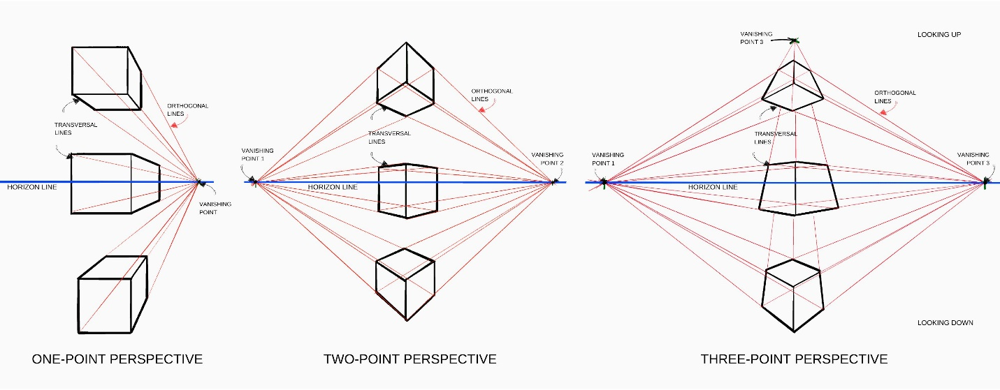 ORTHOGONAL
LINES
TRANSVERSAL
LINES
HORIZON LINE
VANISHING
POINT
ONE-POINT PERSPECTIVE
ORTHOGONAL
LINES
TRANSVERSAL
LINES
VANISHING
POINT 1
VANISHING
POINT 2
HORIZON LINE
TWO-POINT PERSPECTIVE
VANISHING
POINT 3
LOOKING UP
ORTHOGONAL
LINES
TRANSVERSAL
LINES
VANISHING
POINT 1
VANISHING
POINT 3
HORIZON LINE
LOOKING DOWN
THREE-POINT PERSPECTIVE